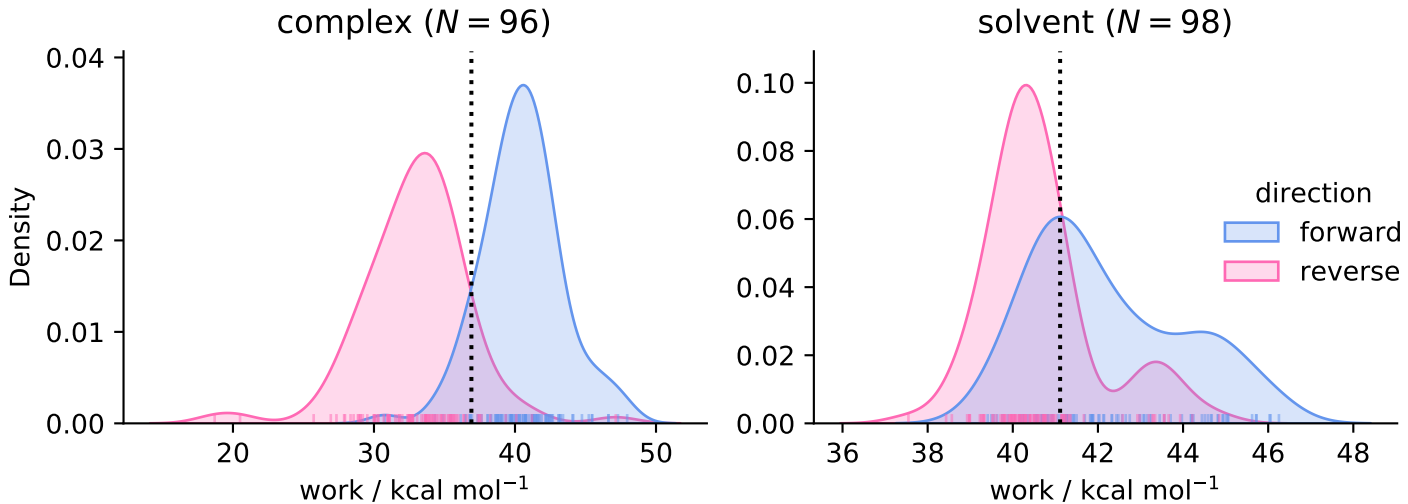 complex (N = 96)
0.04
0.03
0.02
0.01
0.00
Density
20 30 40 50
work / kcal mol⁻¹
solvent (N = 98)
0.10
0.08
0.06
0.04
0.02
0.00
36 38 40 42 44 46 48
work / kcal mol⁻¹
direction
forward
reverse